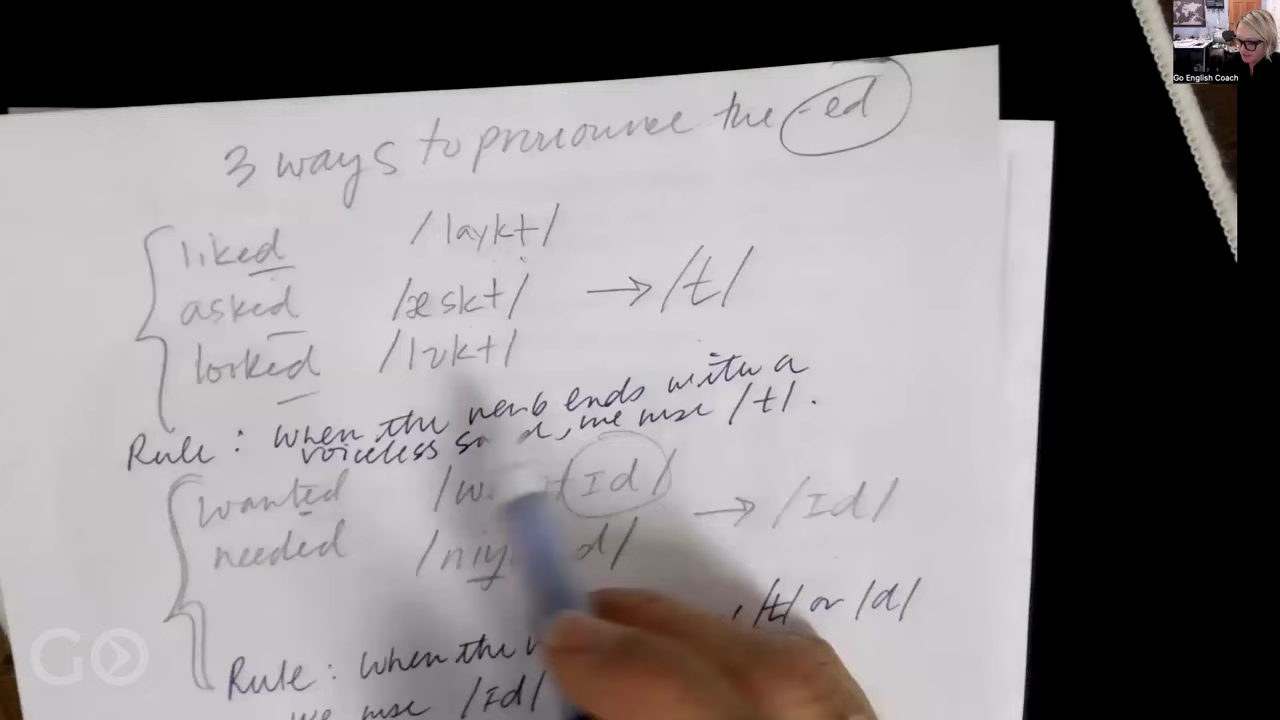 Go English Coach
3 ways to pronounce the -ed
liked /laykt/
asked /æskt/ → /t/
looked /lʊkt/
Rule: when the verb ends with a
voiceless , we use /t/.
wanted Id/ → /Id/
needed d/
, /t/ or /d/
Rule: when the
we use /Id/
GO